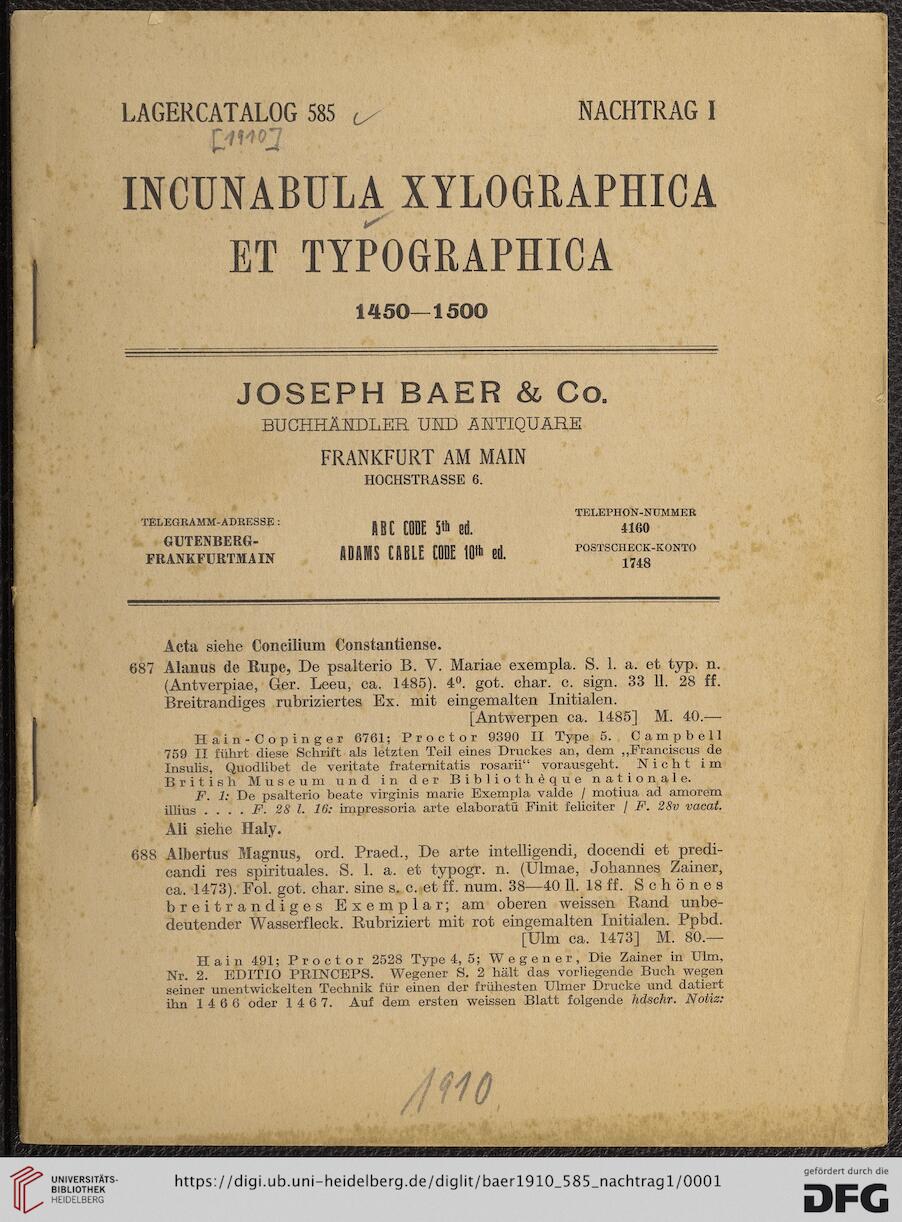 LAGERCATALOG 585 NACHTRAG I
[1910]
INCUNABULA XYLOGRAPHICA
ET TYPOGRAPHICA
1450—1500
JOSEPH BAER & Co.
BUCHHÄNDLER UND ANTIQUARE
FRANKFURT AM MAIN
HOCHSTRASSE 6.
TELEGRAMM-ADRESSE:
GUTENBERG-
FRANKFURTMAIN
ABC CODE 5th ed.
ADAMS CABLE CODE 10th ed.
TELEPHON-NUMMER
4160
POSTSCHECK-KONTO
1748
Acta siehe Concilium Constantiense.
687 Alanus de Rupe, De psalterio B. V. Mariae exempla. S. l. a. et typ. n.
(Antverpiae, Ger. Leeu, ca. 1485). 4⁰. got. char. c. sign. 33 ll. 28 ff.
Breitrandiges rubriziertes Ex. mit eingemalten Initialen.
[Antwerpen ca. 1485] M. 40.—
Hain-Copinger 6761; Proctor 9390 II Type 5. Campbell
759 II führt diese Schrift als letzten Teil eines Druckes an, dem „Franciscus de
Insulis, Quodlibet de veritate fraternitatis rosarii“ vorausgeht. Nicht im
British Museum und in der Bibliothèque nationale.
F. 1: De psalterio beate virginis marie Exempla valde / motiua ad amorem
illius . . . . F. 28 l. 16: impressoria arte elaboratū Finit feliciter / F. 28v vacat.
Ali siehe Haly.
688 Albertus Magnus, ord. Praed., De arte intelligendi, docendi et predi-
candi res spirituales. S. l. a. et typogr. n. (Ulmae, Johannes Zainer,
ca. 1473). Fol. got. char. sine s. c. et ff. num. 38—40 ll. 18 ff. Schönes
breitrandiges Exemplar; am oberen weissen Rand unbe-
deutender Wasserfleck. Rubriziert mit rot eingemalten Initialen. Ppbd.
[Ulm ca. 1473] M. 80.—
Hain 491; Proctor 2528 Type 4, 5; Wegener, Die Zainer in Ulm,
Nr. 2. EDITIO PRINCEPS. Wegener S. 2 hält das vorliegende Buch wegen
seiner unentwickelten Technik für einen der frühesten Ulmer Drucke und datiert
ihn 1466 oder 1467. Auf dem ersten weissen Blatt folgende hdschr. Notiz:
1910
UNIVERSITÄTS-
BIBLIOTHEK
HEIDELBERG
https://digi.ub.uni-heidelberg.de/diglit/baer1910_585_nachtrag1/0001
gefördert durch die
DFG